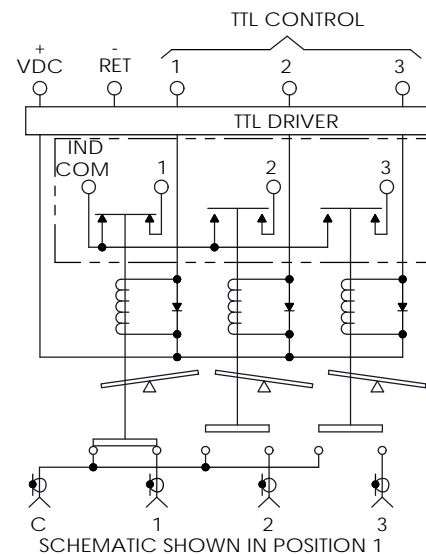 TTL CONTROL
+ -
VDC RET 1 2 3
TTL DRIVER
IND
COM 1 2 3
C 1 2 3
SCHEMATIC SHOWN IN POSITION 1